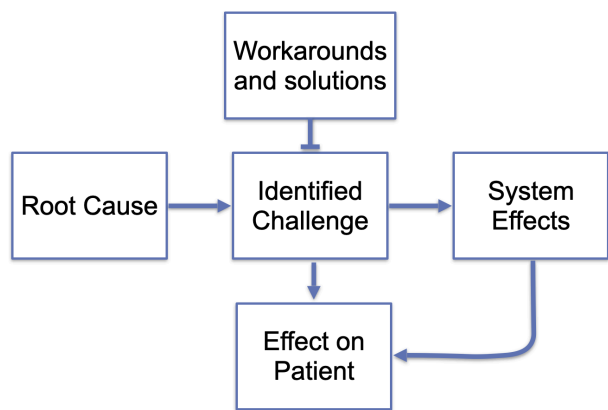 Workarounds
and solutions
Root Cause
Identified
Challenge
System
Effects
Effect on
Patient